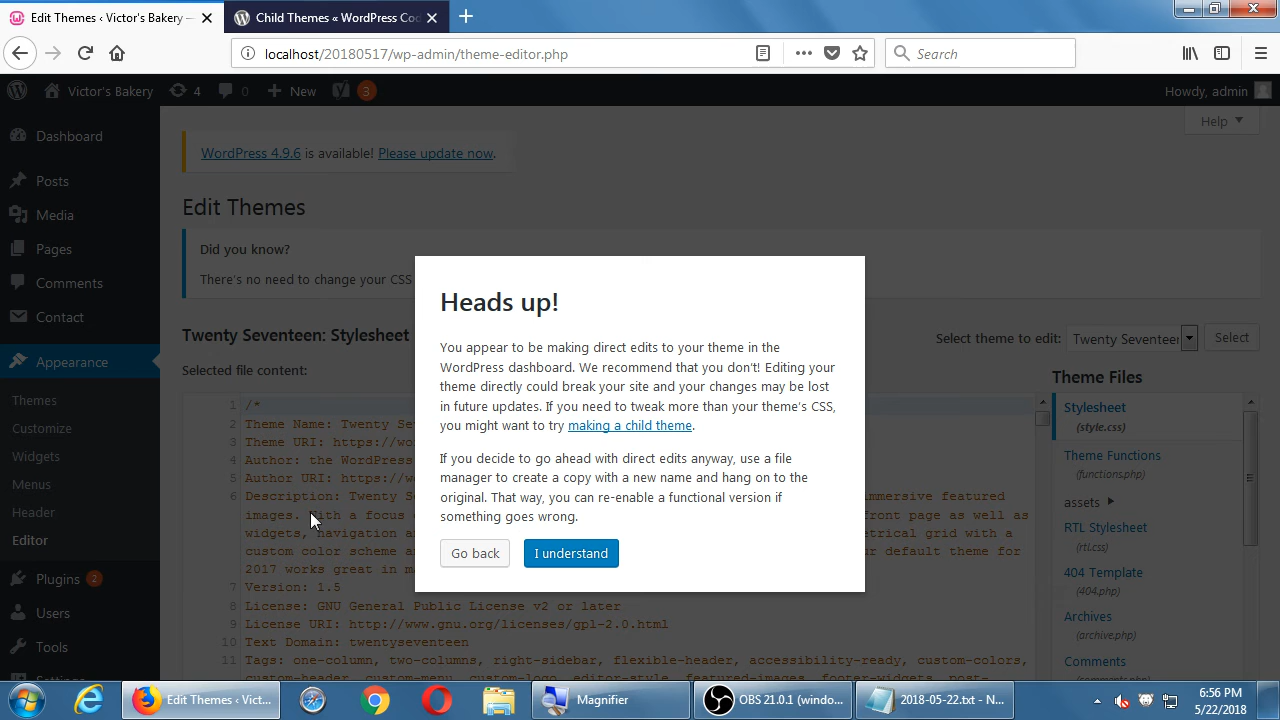 Edit Themes ‹ Victor's Bakery —
Child Themes « WordPress Co
localhost/20180517/wp-admin/theme-editor.php
Search
Victor's Bakery
4
0
New
3
Howdy, admin
Help
Dashboard
Posts
Media
Pages
Comments
Contact
Appearance
Themes
Customize
Widgets
Menus
Header
Editor
Plugins 2
Users
Tools
WordPress 4.9.6 is available! Please update now.
Edit Themes
Did you know?
There's no need to change your CSS
Twenty Seventeen: Stylesheet
Select theme to edit:
Twenty Seventeen
Select
Selected file content:
1 /*
2 Theme Name: Twenty Se
3 Theme URI: https://wo
4 Author: the WordPress
5 Author URI: https://w
6 Description: Twenty S
immersive featured
images. With a focus
front page as well as
widgets, navigation a
metrical grid with a
custom color scheme a
ur default theme for
2017 works great in m
7 Version: 1.5
8 License: GNU General Public License v2 or later
9 License URI: http://www.gnu.org/licenses/gpl-2.0.html
10 Text Domain: twentyseventeen
11 Tags: one-column, two-columns, right-sidebar, flexible-header, accessibility-ready, custom-colors,
Heads up!
You appear to be making direct edits to your theme in the
WordPress dashboard. We recommend that you don't! Editing your
theme directly could break your site and your changes may be lost
in future updates. If you need to tweak more than your theme's CSS,
you might want to try making a child theme.
If you decide to go ahead with direct edits anyway, use a file
manager to create a copy with a new name and hang on to the
original. That way, you can re-enable a functional version if
something goes wrong.
Go back
I understand
Theme Files
Stylesheet
(style.css)
Theme Functions
(functions.php)
assets
RTL Stylesheet
(rtl.css)
404 Template
(404.php)
Archives
(archive.php)
Comments
Edit Themes ‹ Vict...
Magnifier
OBS 21.0.1 (windo...
2018-05-22.txt - N...
6:56 PM
5/22/2018